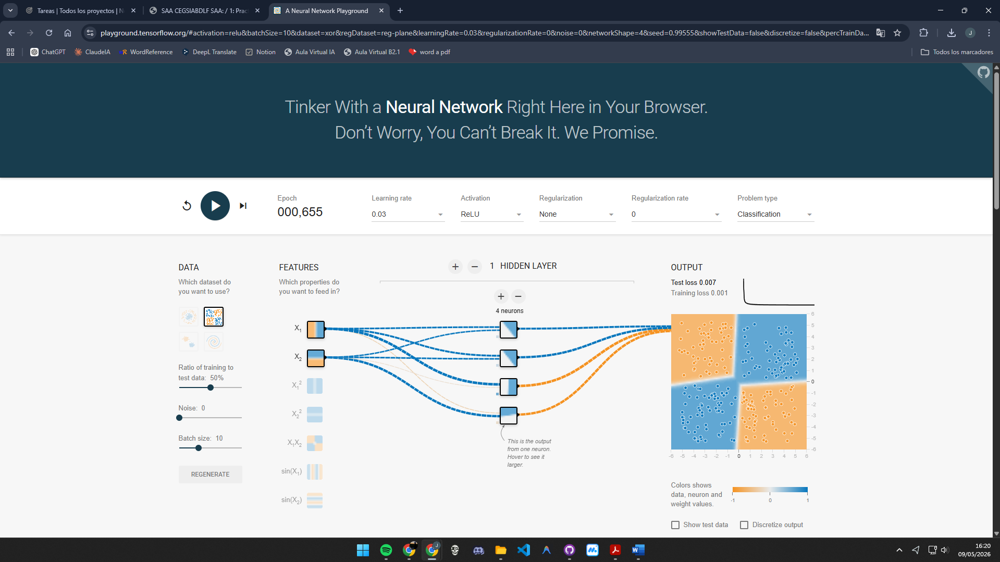 Tareas | Todos los proyectos | N
SAA CEGSIABDLF SAA: / 1: Prac
A Neural Network Playground
playground.tensorflow.org/#activation=relu&batchSize=10&dataset=xor&regDataset=reg-plane&learningRate=0.03&regularizationRate=0&noise=0&networkShape=4&seed=0.99555&showTestData=false&discretize=false&percTrainDa...
J
ChatGPT
ClaudeIA
WordReference
DeepL Translate
Notion
Aula Virtual IA
Aula Virtual B2.1
word a pdf
Todos los marcadores
Tinker With a Neural Network Right Here in Your Browser.
Don't Worry, You Can't Break It. We Promise.
Epoch
000,655
Learning rate
0.03
Activation
ReLU
Regularization
None
Regularization rate
0
Problem type
Classification
DATA
Which dataset do
you want to use?
Ratio of training to
test data: 50%
Noise: 0
Batch size: 10
REGENERATE
FEATURES
Which properties do
you want to feed in?
X1
X2
X1²
X2²
X1X2
sin(X1)
sin(X2)
+ − 1 HIDDEN LAYER
+ −
4 neurons
This is the output
from one neuron.
Hover to see it
larger.
OUTPUT
Test loss 0.007
Training loss 0.001
6
5
4
3
2
1
0
-1
-2
-3
-4
-5
-6
-6 -5 -4 -3 -2 -1 0 1 2 3 4 5 6
Colors shows
data, neuron and
weight values.
-1 0 1
Show test data
Discretize output
J
16:20
09/05/2026